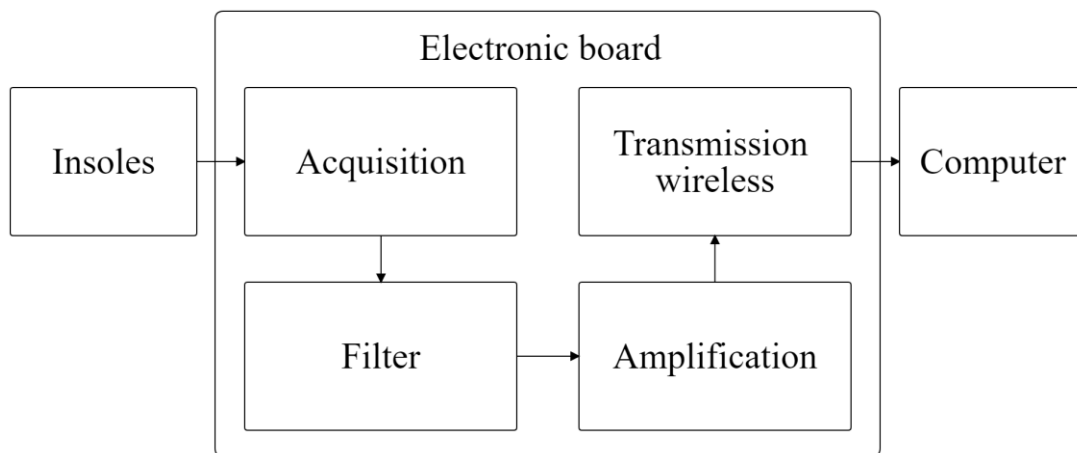 Electronic board
Insoles
Acquisition
Transmission
wireless
Computer
Filter
Amplification